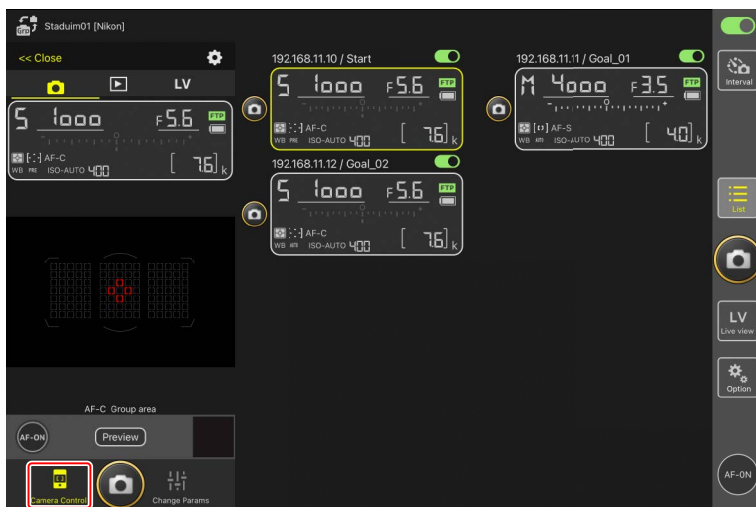 Grp Staduim01 [Nikon]
<< Close
LV
S 1000 F5.6 FTP
AF-C
WB PRE ISO-AUTO 400 [ 7.6] k
AF-C Group area
AF-ON Preview
Camera Control
Change Params
192.168.11.10 / Start
S 1000 F5.6 FTP
AF-C
WB PRE ISO-AUTO 400 [ 7.6] k
192.168.11.11 / Goal_01
M 4000 F3.5 FTP
AF-S
WB AUTO ISO-AUTO 400 [ 4.0] k
192.168.11.12 / Goal_02
S 1000 F5.6 FTP
AF-C
WB AUTO ISO-AUTO 400 [ 7.6] k
Interval
List
LV
Live view
Option
AF-ON